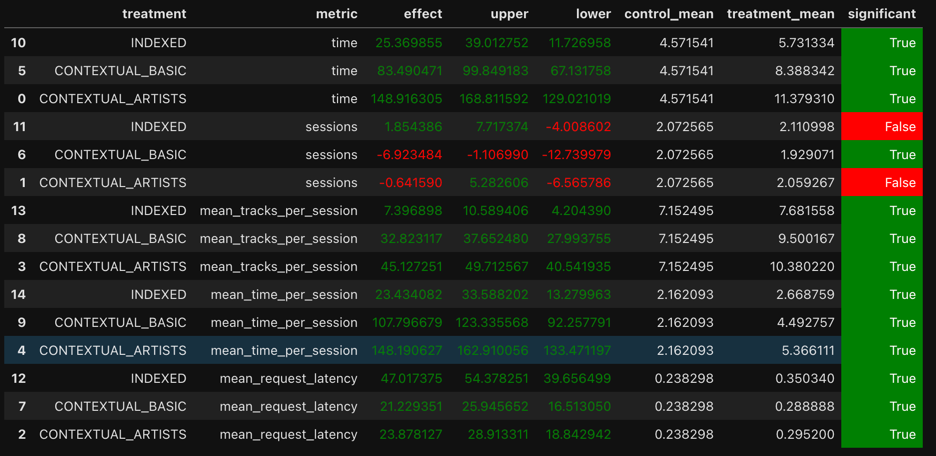 treatment metric effect upper lower control_mean treatment_mean significant
10 INDEXED time 25.369855 39.012752 11.726958 4.571541 5.731334 True
5 CONTEXTUAL_BASIC time 83.490471 99.849183 67.131758 4.571541 8.388342 True
0 CONTEXTUAL_ARTISTS time 148.916305 168.811592 129.021019 4.571541 11.379310 True
11 INDEXED sessions 1.854386 7.717374 -4.008602 2.072565 2.110998 False
6 CONTEXTUAL_BASIC sessions -6.923484 -1.106990 -12.739979 2.072565 1.929071 True
1 CONTEXTUAL_ARTISTS sessions -0.641590 5.282606 -6.565786 2.072565 2.059267 False
13 INDEXED mean_tracks_per_session 7.396898 10.589406 4.204390 7.152495 7.681558 True
8 CONTEXTUAL_BASIC mean_tracks_per_session 32.823117 37.652480 27.993755 7.152495 9.500167 True
3 CONTEXTUAL_ARTISTS mean_tracks_per_session 45.127251 49.712567 40.541935 7.152495 10.380220 True
14 INDEXED mean_time_per_session 23.434082 33.588202 13.279963 2.162093 2.668759 True
9 CONTEXTUAL_BASIC mean_time_per_session 107.796679 123.335568 92.257791 2.162093 4.492757 True
4 CONTEXTUAL_ARTISTS mean_time_per_session 148.190627 162.910056 133.471197 2.162093 5.366111 True
12 INDEXED mean_request_latency 47.017375 54.378251 39.656499 0.238298 0.350340 True
7 CONTEXTUAL_BASIC mean_request_latency 21.229351 25.945652 16.513050 0.238298 0.288888 True
2 CONTEXTUAL_ARTISTS mean_request_latency 23.878127 28.913311 18.842942 0.238298 0.295200 True